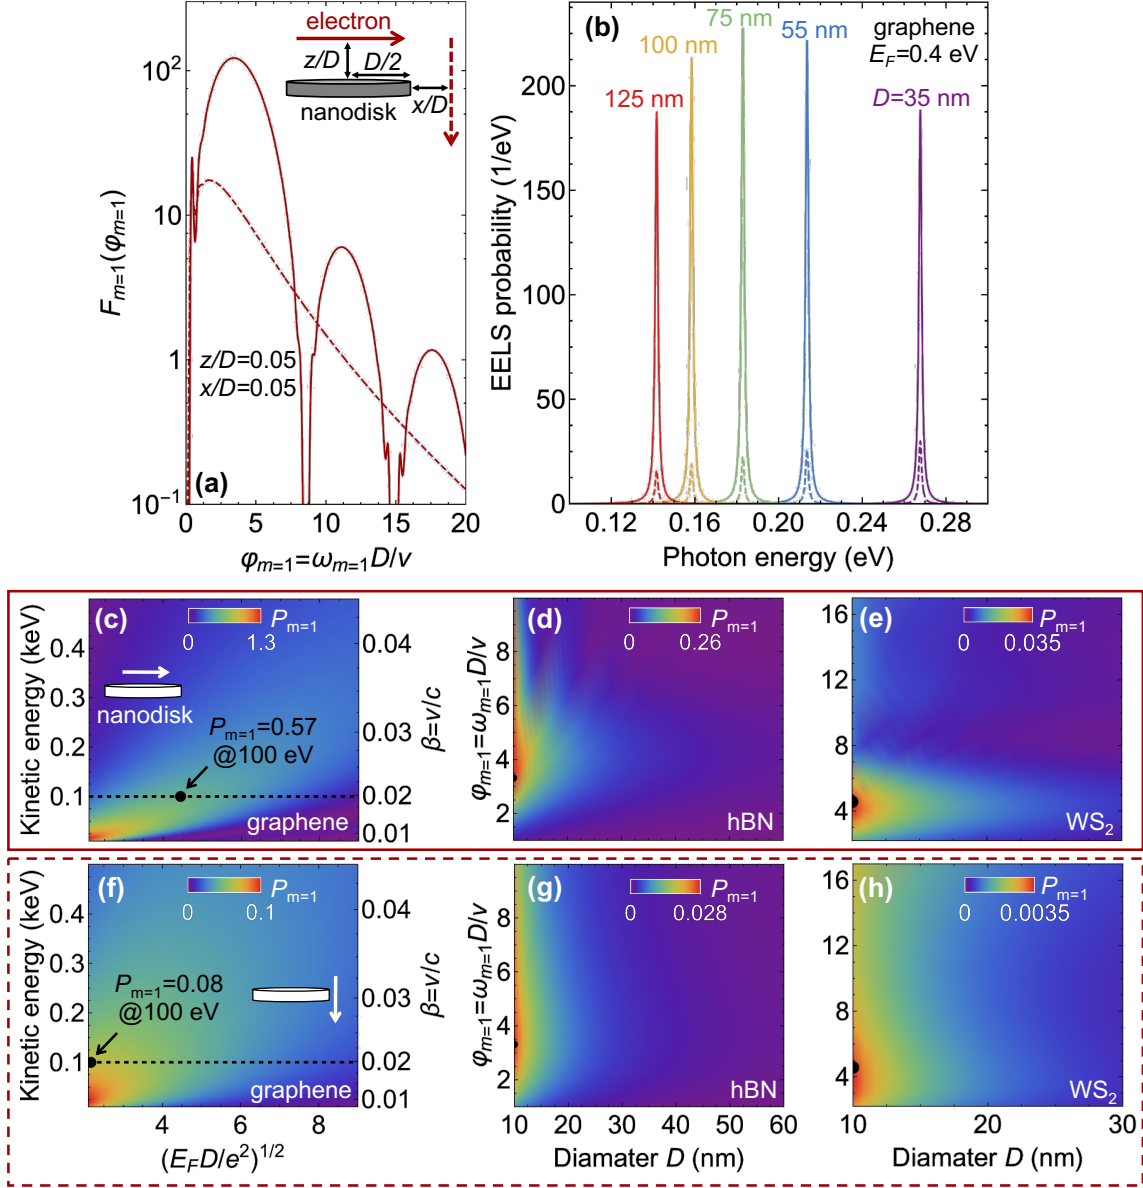 (a)
electron
z/D
D/2
nanodisk
x/D
z/D=0.05
x/D=0.05
F_{m=1}(φ_{m=1})
10²
10
1
10⁻¹
0 5 10 15 20
φ_{m=1}=ω_{m=1}D/v
(b)
125 nm
100 nm
75 nm
55 nm
D=35 nm
graphene
E_F=0.4 eV
EELS probability (1/eV)
200
150
100
50
0
0.12 0.16 0.20 0.24 0.28
Photon energy (eV)
(c)
P_{m=1}
0 1.3
nanodisk
P_{m=1}=0.57
@100 eV
graphene
Kinetic energy (keV)
0.4
0.3
0.2
0.1
β=v/c
0.04
0.03
0.02
0.01
(d)
P_{m=1}
0 0.26
hBN
φ_{m=1}=ω_{m=1}D/v
8
6
4
2
(e)
P_{m=1}
0 0.035
WS₂
16
12
8
4
(f)
P_{m=1}
0 0.1
P_{m=1}=0.08
@100 eV
graphene
Kinetic energy (keV)
0.4
0.3
0.2
0.1
β=v/c
0.04
0.03
0.02
0.01
4 6 8
(E_F D/e²)^{1/2}
(g)
P_{m=1}
0 0.028
hBN
φ_{m=1}=ω_{m=1}D/v
8
6
4
2
10 20 30 40 50 60
Diamater D (nm)
(h)
P_{m=1}
0 0.0035
WS₂
16
12
8
4
10 20 30
Diamater D (nm)